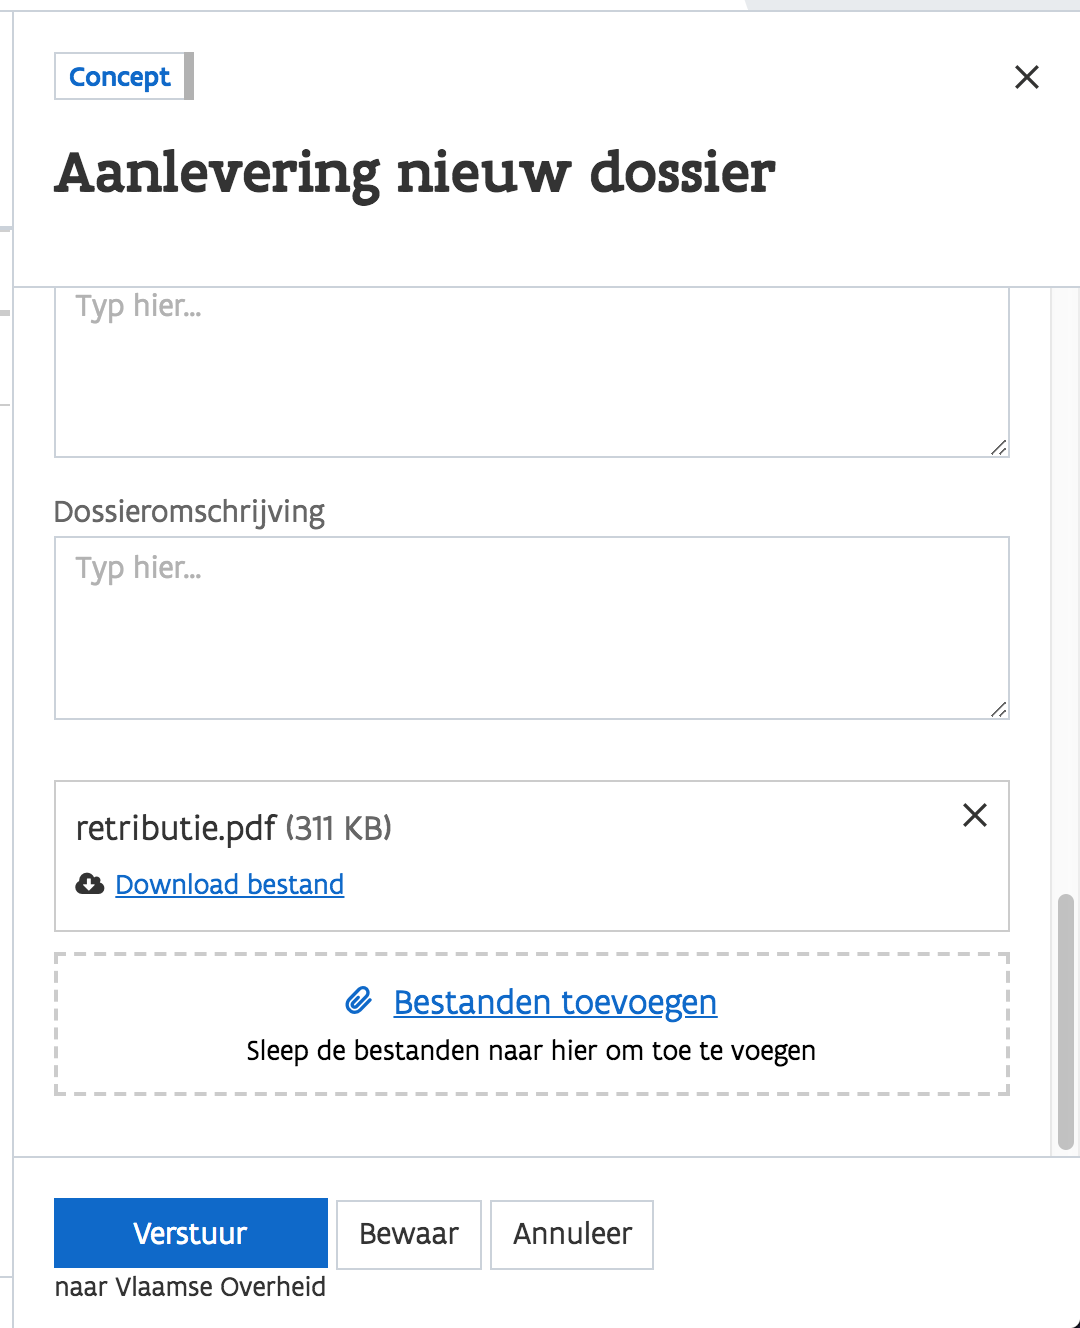 Concept
Aanlevering nieuw dossier
Typ hier...
Dossieromschrijving
Typ hier...
retributie.pdf (311 KB)
Download bestand
Bestanden toevoegen
Sleep de bestanden naar hier om toe te voegen
Verstuur Bewaar Annuleer
naar Vlaamse Overheid